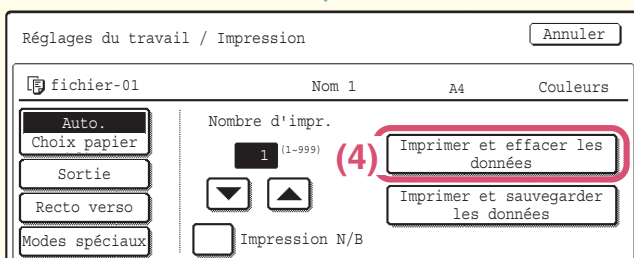 Réglages du travail / Impression
Annuler
fichier-01
Nom 1
A4
Couleurs
Auto.
Choix papier
Sortie
Recto verso
Modes spéciaux
Nombre d'impr.
1
(1-999)
Impression N/B
(4)
Imprimer et effacer les
données
Imprimer et sauvegarder
les données